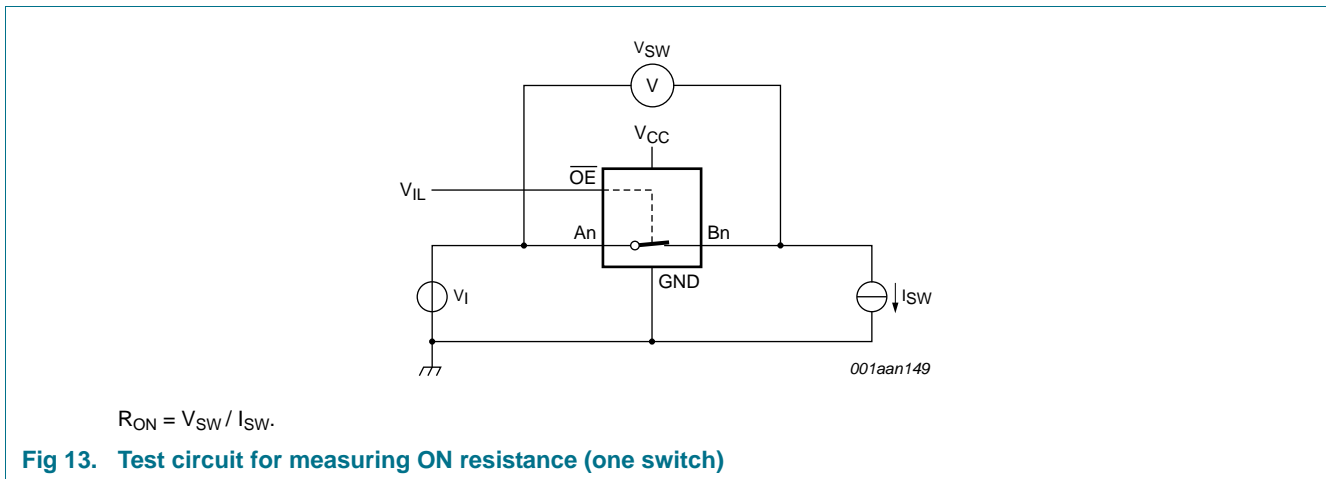 VSW
V
VCC
OE
VIL
An
Bn
GND
VI
ISW
001aan149
RON = VSW / ISW.
Fig 13. Test circuit for measuring ON resistance (one switch)